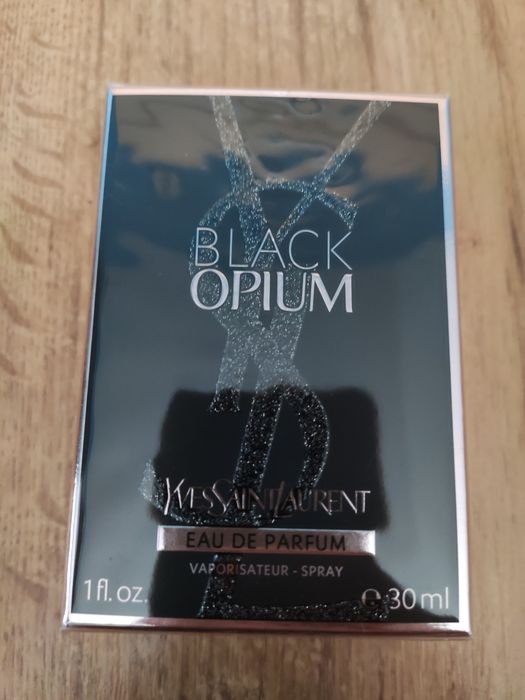 BLACK
OPIUM
YVESSAINTLAURENT
EAU DE PARFUM
VAPORISATEUR - SPRAY
1 fl. oz. ℮ 30 ml